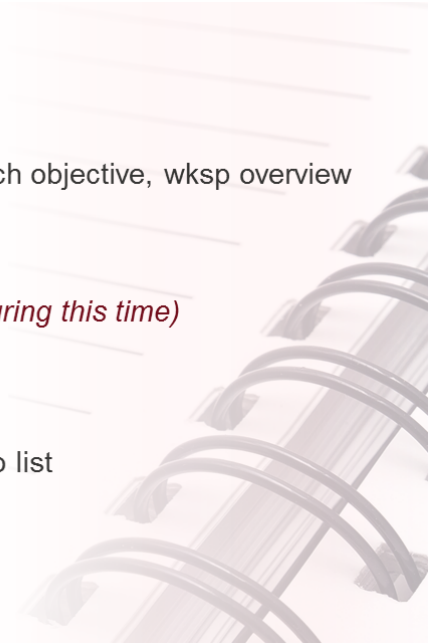 ch objective, wksp overview
uring this time)
o list